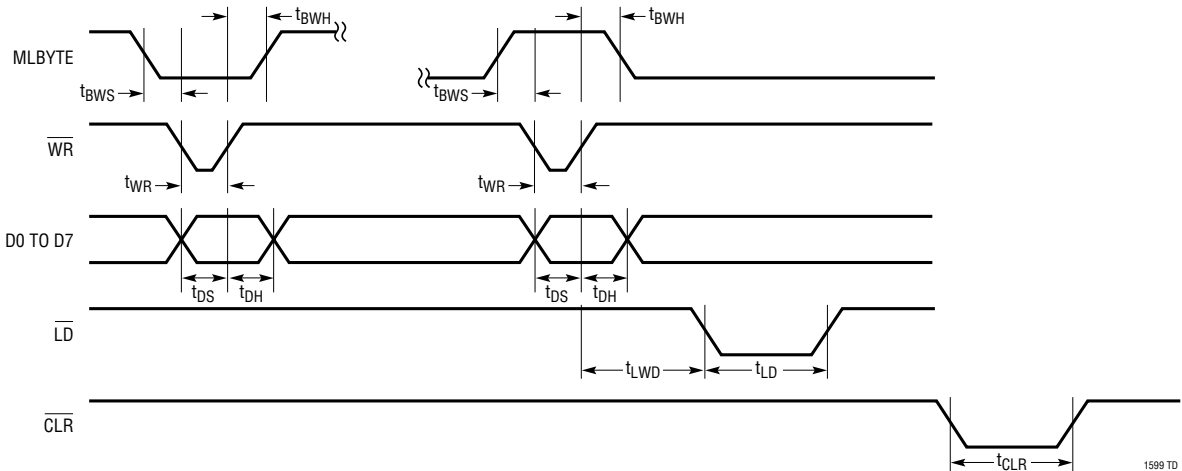 tBWH
tBWH
MLBYTE
tBWS
tBWS
WR
tWR
tWR
D0 TO D7
tDS
tDH
tDS
tDH
LD
tLWD
tLD
CLR
tCLR
1599 TD